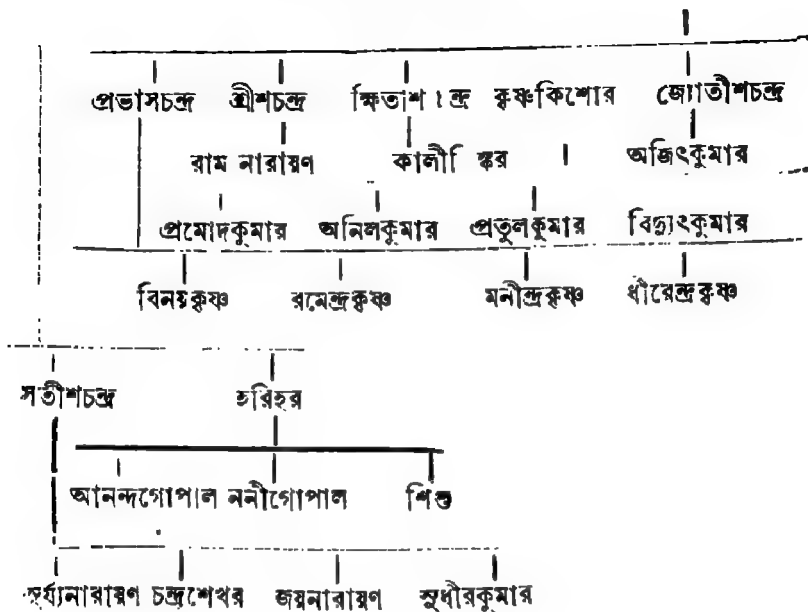 প্রভাসচন্দ্র শ্রীশচন্দ্র কৃষ্ণকিশোর জ্যোতীশচন্দ্র
রাম নারায়ণ অজিৎকুমার
প্রমোদকুমার অনিলকুমার প্রতুলকুমার বিদ্যুৎকুমার
বিনয়কৃষ্ণ রমেন্দ্রকৃষ্ণ মনীন্দ্রকৃষ্ণ ধীরেন্দ্রকৃষ্ণ
সতীশচন্দ্র হরিহর
আনন্দগোপাল ননীগোপাল শিশু
চন্দ্রশেখর জয়নারায়ণ সুধীরকুমার